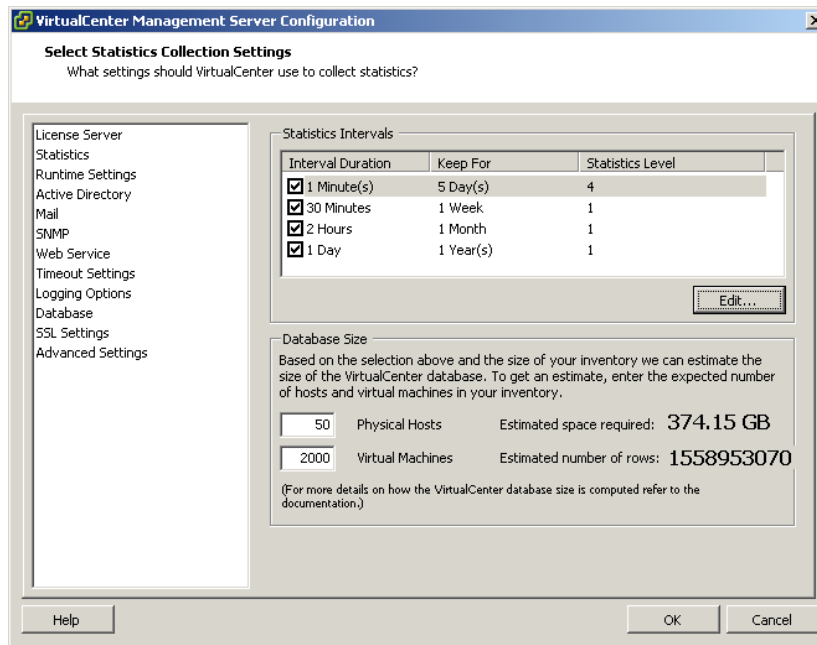 VirtualCenter Management Server Configuration
Select Statistics Collection Settings
What settings should VirtualCenter use to collect statistics?
License Server
Statistics
Runtime Settings
Active Directory
Mail
SNMP
Web Service
Timeout Settings
Logging Options
Database
SSL Settings
Advanced Settings
Statistics Intervals
Interval Duration Keep For Statistics Level
1 Minute(s) 5 Day(s) 4
30 Minutes 1 Week 1
2 Hours 1 Month 1
1 Day 1 Year(s) 1
Edit...
Database Size
Based on the selection above and the size of your inventory we can estimate the
size of the VirtualCenter database. To get an estimate, enter the expected number
of hosts and virtual machines in your inventory.
50 Physical Hosts Estimated space required: 374.15 GB
2000 Virtual Machines Estimated number of rows: 1558953070
(For more details on how the VirtualCenter database size is computed refer to the
documentation.)
Help OK Cancel